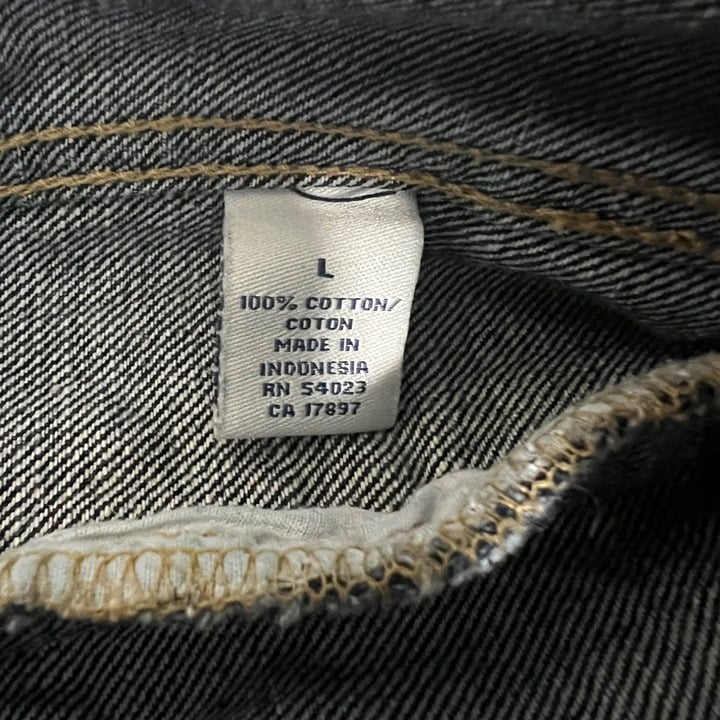 L
100% COTTON/
COTON
MADE IN
INDONESIA
RN 54023
CA 17897